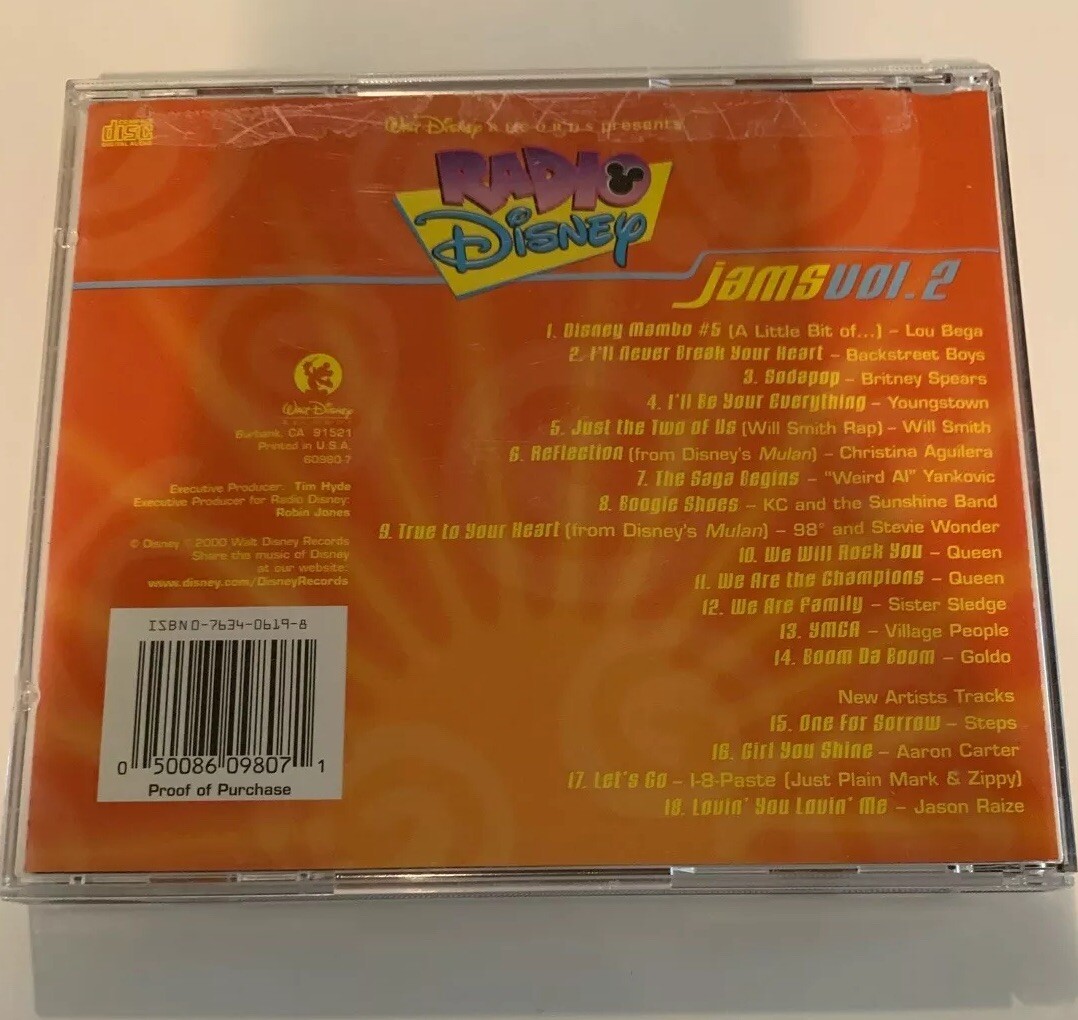 COMPACT
disc
DIGITAL AUDIO
Walt Disney RECORDS presents
RADIO
DISNEY
jams vol.2
1. Disney Mambo #5 (A Little Bit of...) – Lou Bega
2. I'll Never Break Your Heart – Backstreet Boys
3. Sodapop – Britney Spears
4. I'll Be Your Everything – Youngstown
5. Just the Two of Us (Will Smith Rap) – Will Smith
6. Reflection (from Disney's Mulan) – Christina Aguilera
7. The Saga Begins – "Weird Al" Yankovic
8. Boogie Shoes – KC and the Sunshine Band
9. True to Your Heart (from Disney's Mulan) – 98° and Stevie Wonder
10. We Will Rock You – Queen
11. We Are the Champions – Queen
12. We Are Family – Sister Sledge
13. YMCA – Village People
14. Boom Da Boom – Goldo
New Artists Tracks
15. One For Sorrow – Steps
16. Girl You Shine – Aaron Carter
17. Let's Go – 1-8-Paste (Just Plain Mark & Zippy)
18. Lovin' You Lovin' Me – Jason Raize
Walt Disney
RECORDS
Burbank, CA 91521
Printed in U.S.A.
60980-7
Executive Producer: Tim Hyde
Executive Producer for Radio Disney:
Robin Jones
© Disney ℗ 2000 Walt Disney Records
Share the music of Disney
at our website:
www.disney.com/DisneyRecords
ISBN 0-7634-0619-8
0 50086 09807 1
Proof of Purchase